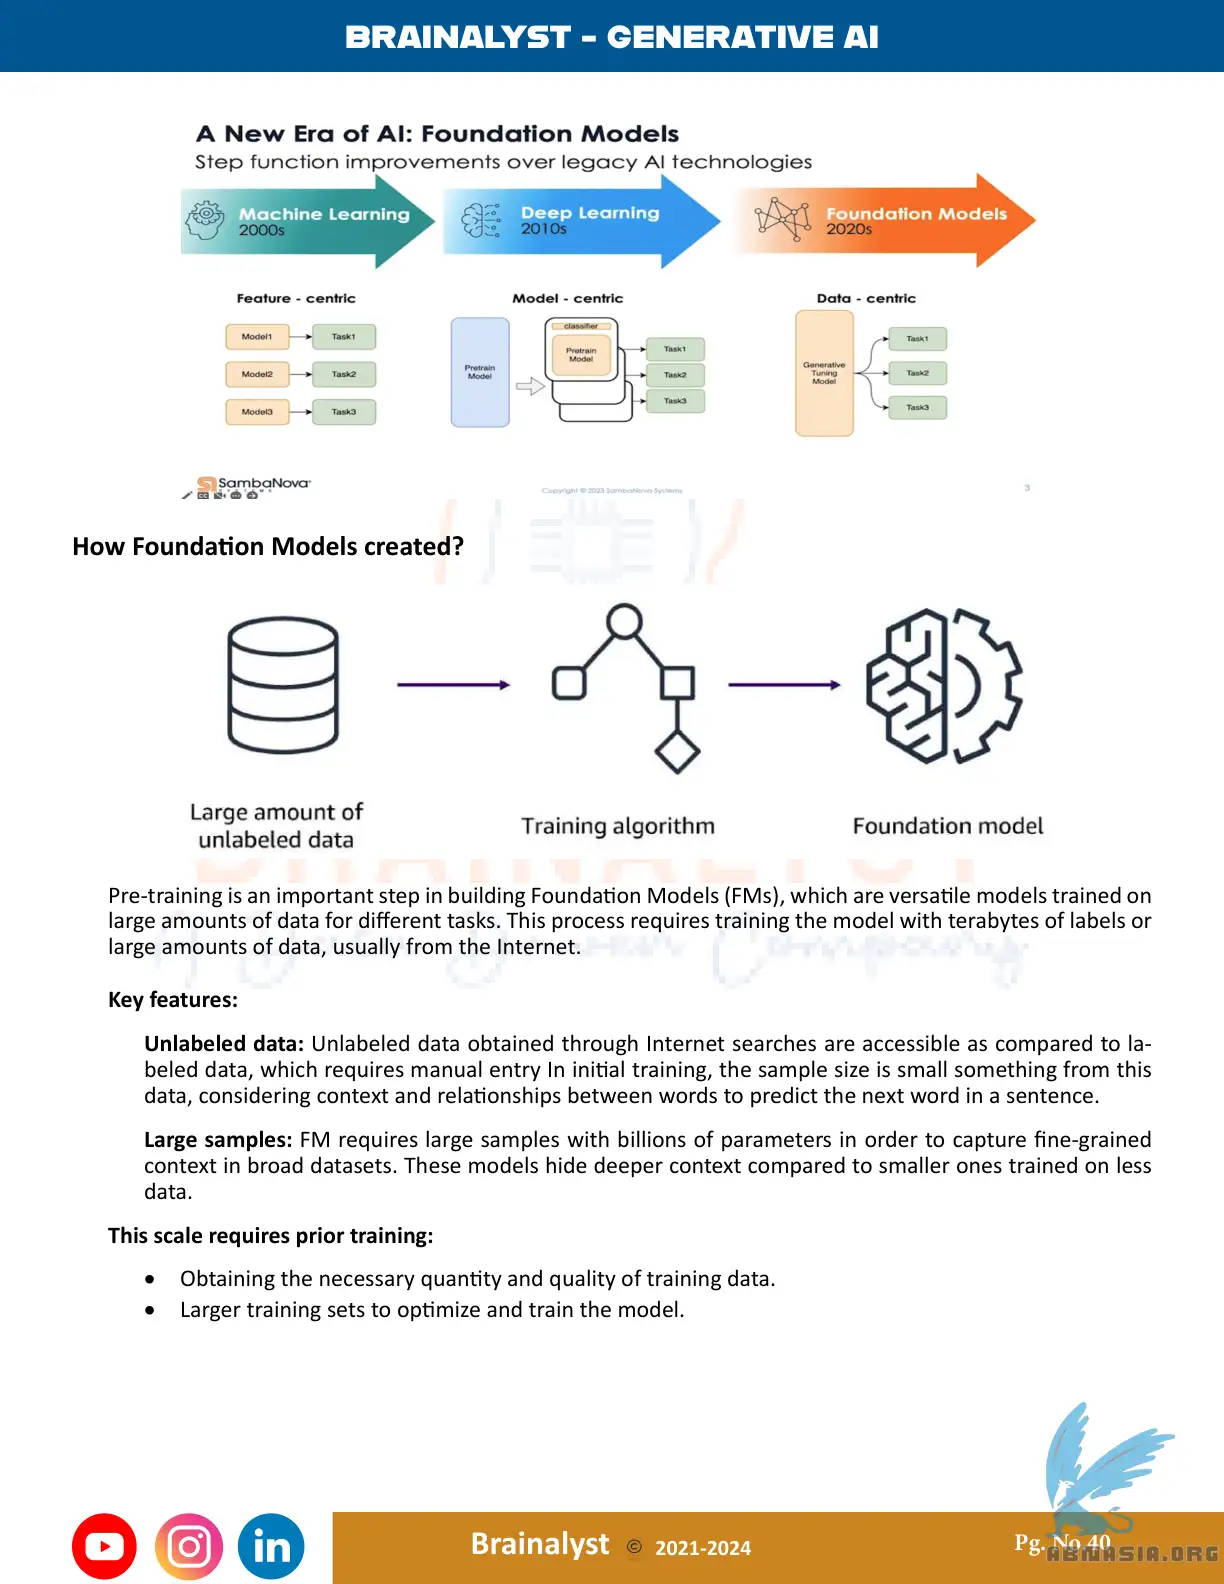 BRAINALYST - GENERATIVE AI
A New Era of AI: Foundation Models
Step function improvements over legacy AI technologies
Machine Learning
2000s
Deep Learning
2010s
Foundation Models
2020s
Feature - centric
Model1
Task1
Model2
Task2
Model3
Task3
Model - centric
Pretrain
Model
classifier
Pretrain
Model
Task1
Task2
Task3
Data - centric
Generative
Tuning
Model
Task1
Task2
Task3
SambaNova
SYSTEMS
Copyright © 2023 SambaNova Systems
3
How Foundation Models created?
Large amount of
unlabeled data
Training algorithm
Foundation model
Pre-training is an important step in building Foundation Models (FMs), which are versatile models trained on
large amounts of data for different tasks. This process requires training the model with terabytes of labels or
large amounts of data, usually from the Internet.
Key features:
Unlabeled data: Unlabeled data obtained through Internet searches are accessible as compared to la-
beled data, which requires manual entry In initial training, the sample size is small something from this
data, considering context and relationships between words to predict the next word in a sentence.
Large samples: FM requires large samples with billions of parameters in order to capture fine-grained
context in broad datasets. These models hide deeper context compared to smaller ones trained on less
data.
This scale requires prior training:
• Obtaining the necessary quantity and quality of training data.
• Larger training sets to optimize and train the model.
in
Brainalyst © 2021-2024
Pg. No 40
ABNASIA.ORG